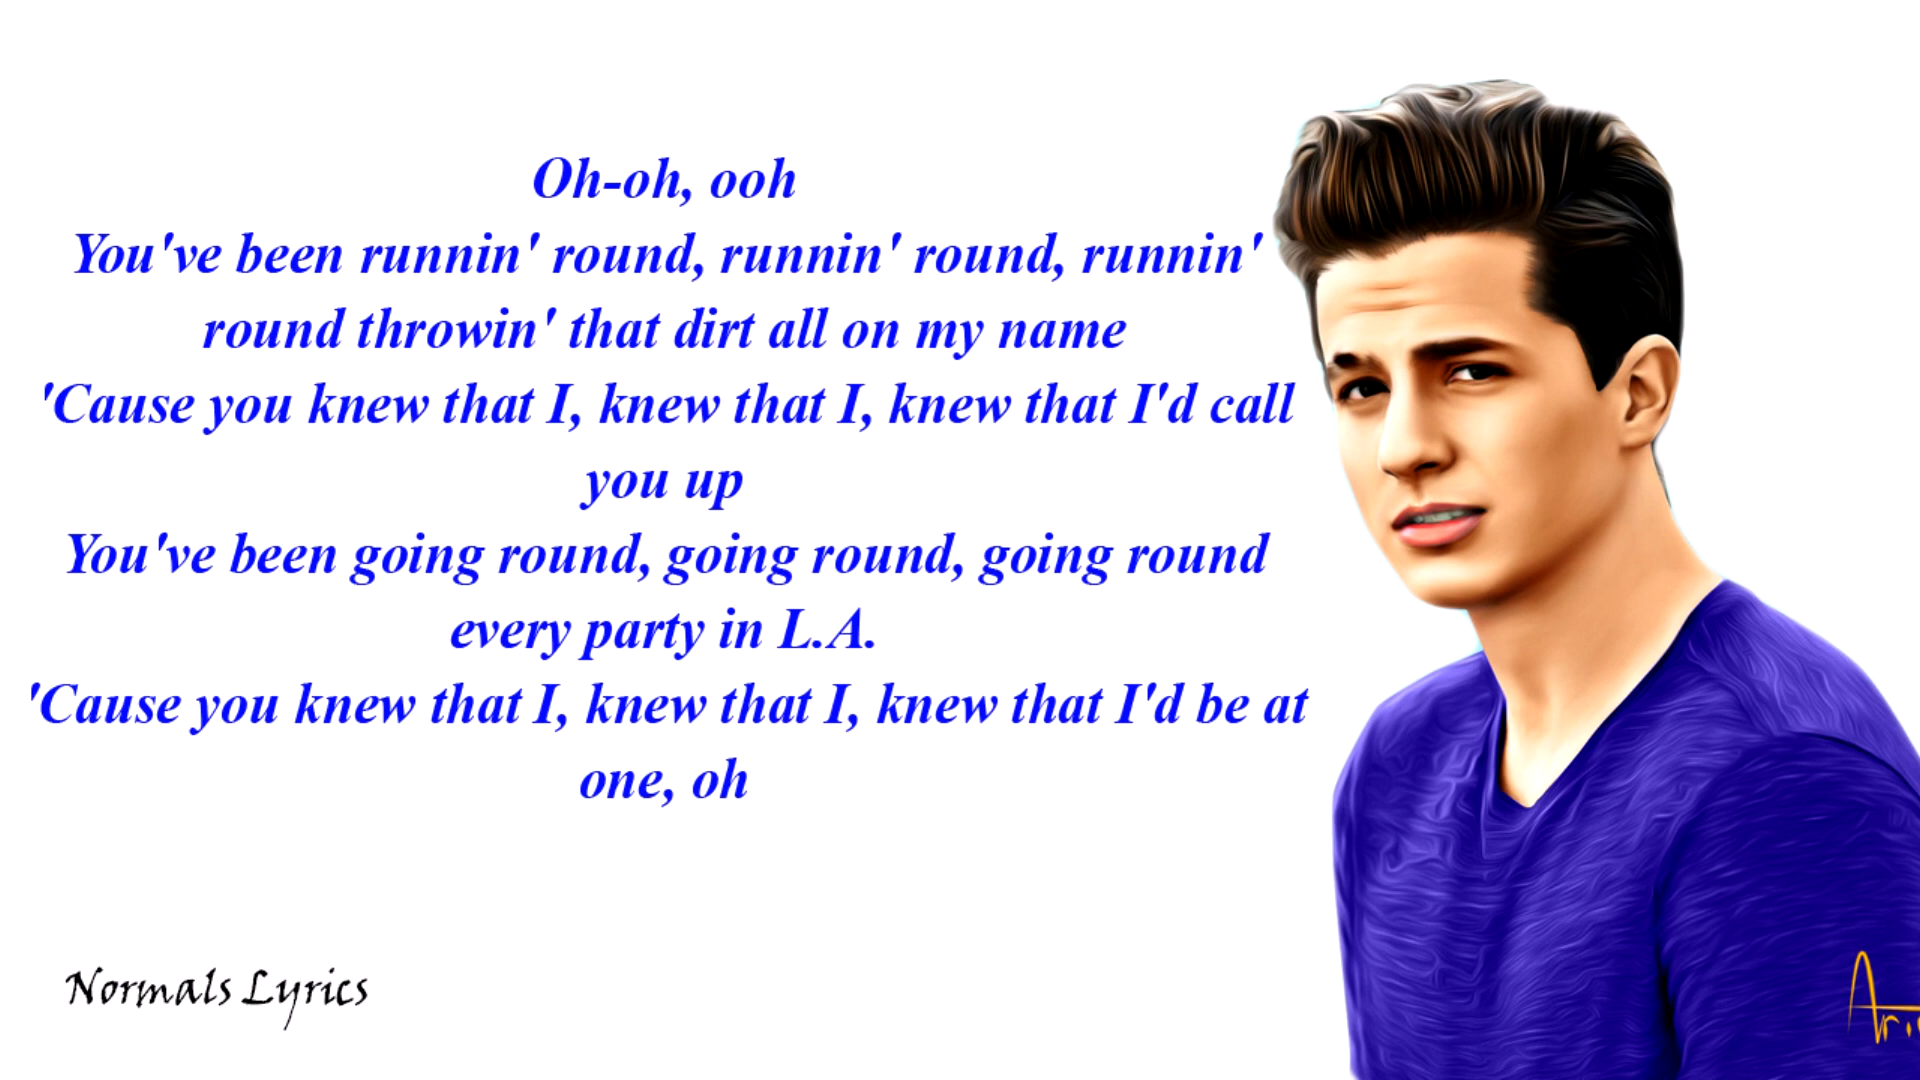 Oh-oh, ooh
You've been runnin' round, runnin' round, runnin'
round throwin' that dirt all on my name
'Cause you knew that I, knew that I, knew that I'd call
you up
You've been going round, going round, going round
every party in L.A.
'Cause you knew that I, knew that I, knew that I'd be at
one, oh
Normals Lyrics